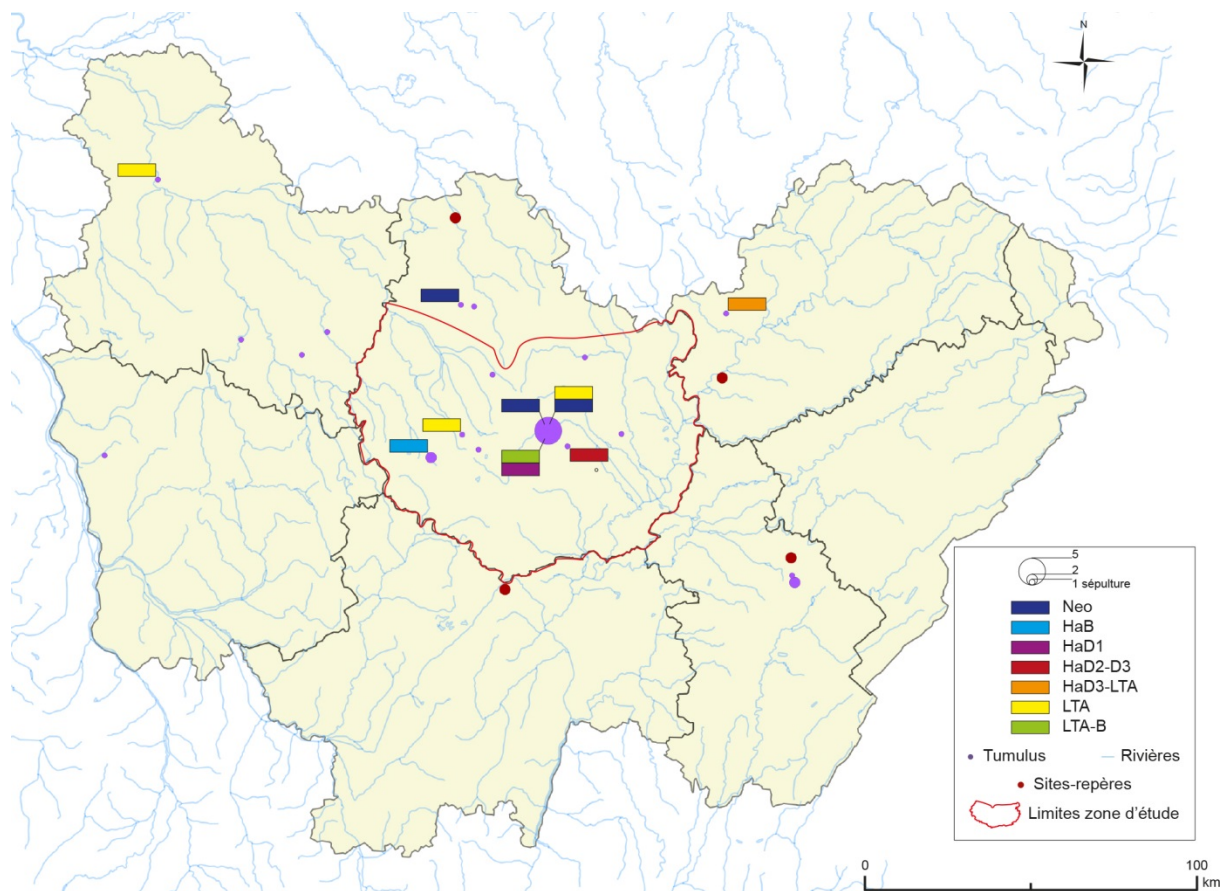 N
5
2
1 sépulture
Neo
HaB
HaD1
HaD2-D3
HaD3-LTA
LTA
LTA-B
Tumulus
Rivières
Sites-repères
Limites zone d'étude
0 100
km